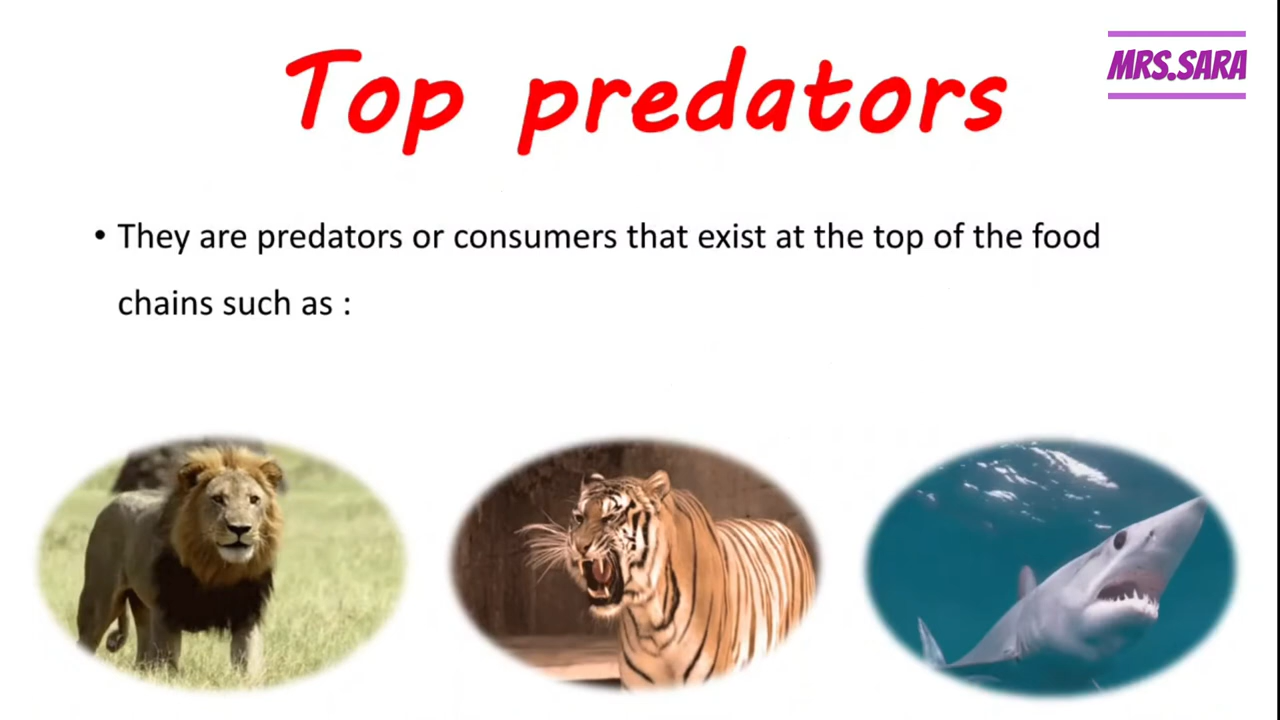 Top predators
MRS.SARA
• They are predators or consumers that exist at the top of the food
chains such as :